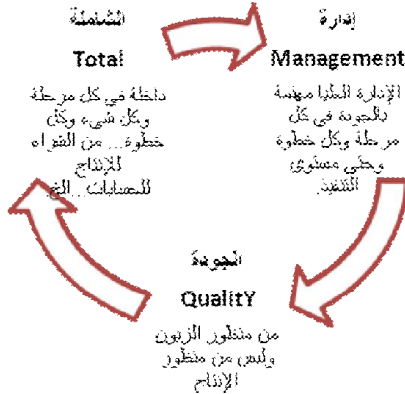 الشاملة
Total
داخلة في كل مرحلة
وكل شيء وكل
خطوة... من الشراء
للإنتاج
للحسابات...الخ
إدارة
Management
الإدارة العليا مهتمة
بالجودة في كل
مرحلة وكل خطوة
وحتى مستوى
التنفيذ.
الجودة
QualitY
من منظور الزبون
وليس من منظور
الإنتاج